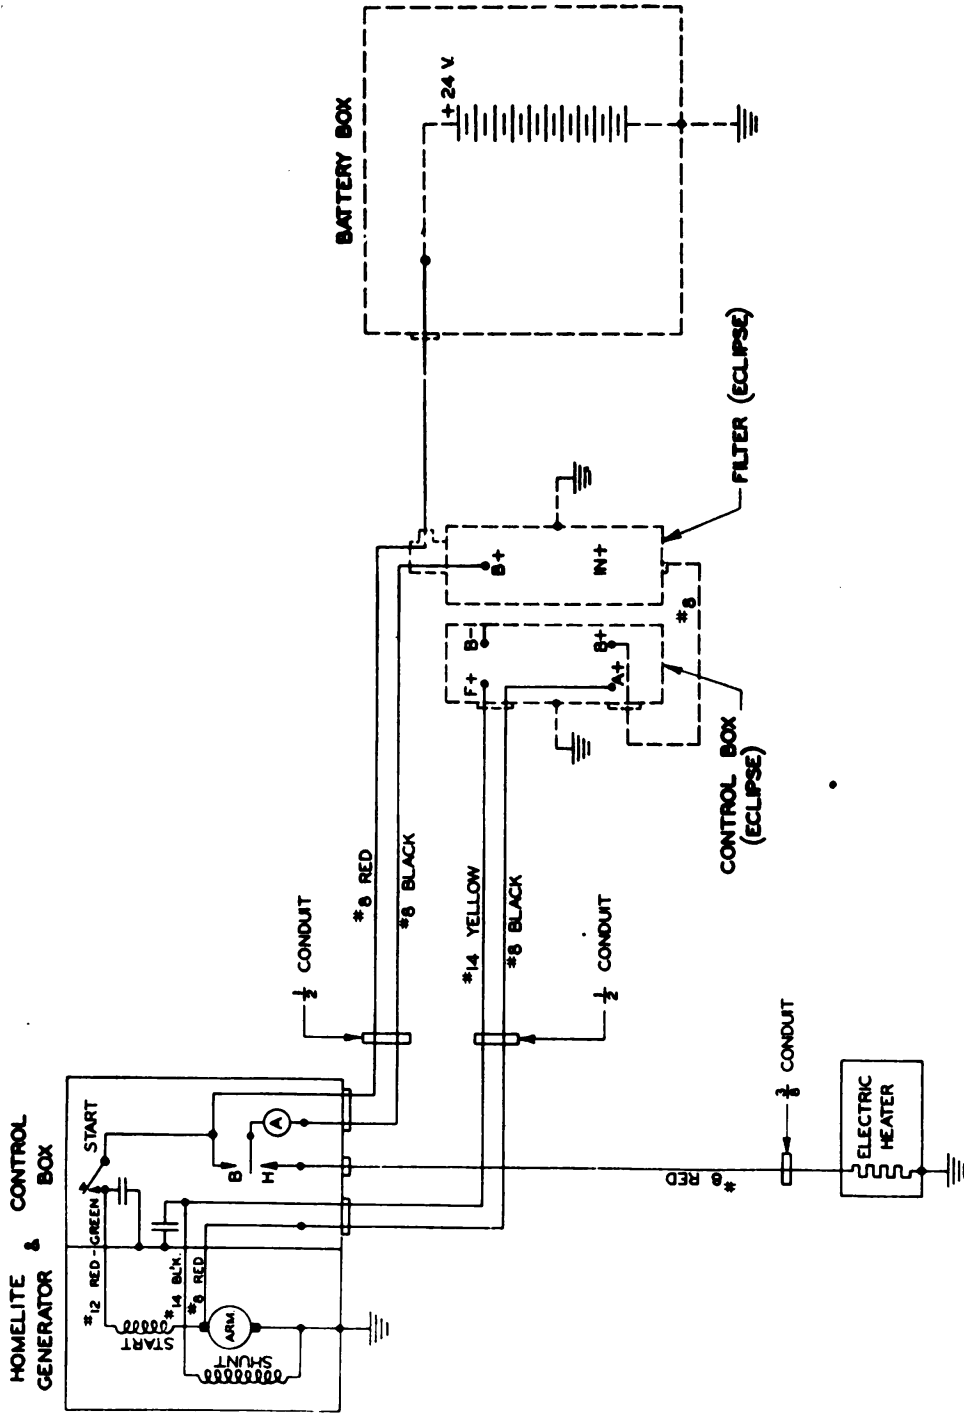 HOMELITE & CONTROL
GENERATOR BOX
START
#12 RED-GREEN
#14 BL'K.
#8 RED
START
ARM.
SHUNT
B
H
A
1/2 CONDUIT
#8 RED
#8 BLACK
#14 YELLOW
#8 BLACK
1/2 CONDUIT
#8 RED
3/8 CONDUIT
ELECTRIC
HEATER
CONTROL BOX
(ECLIPSE)
F+
B-
A+
B+
#8
B+
IN+
FILTER (ECLIPSE)
BATTERY BOX
+24 V.